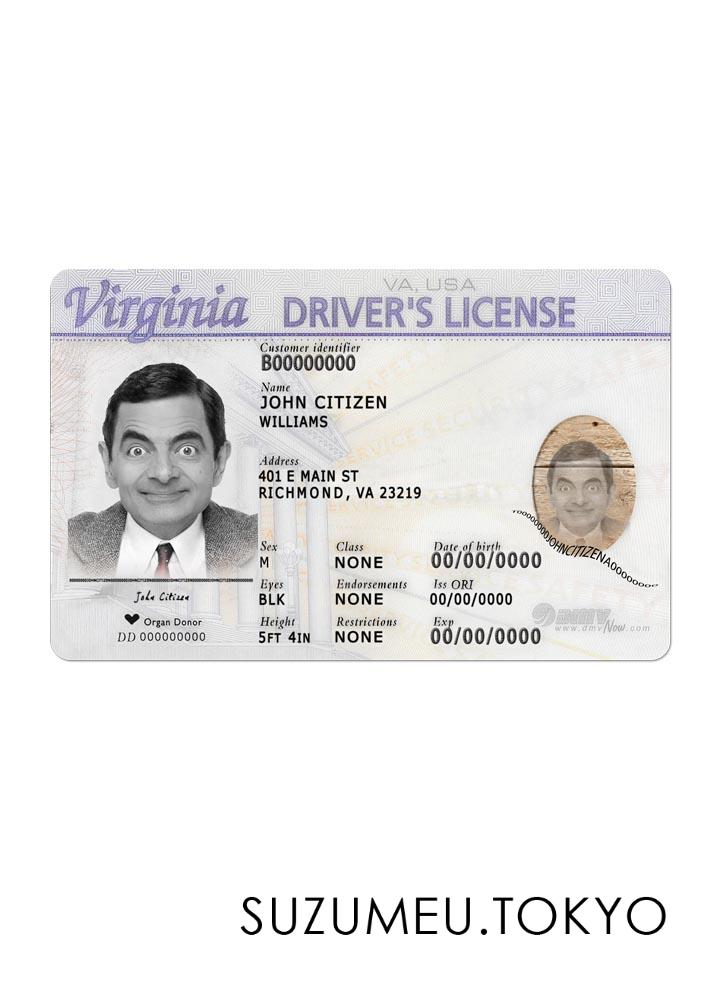 VA, USA
Virginia DRIVER'S LICENSE
Customer identifier
B00000000
Name
JOHN CITIZEN
WILLIAMS
Address
401 E MAIN ST
RICHMOND, VA 23219
Sex Class Date of birth
M NONE 00/00/0000
Eyes Endorsements Iss ORI
BLK NONE 00/00/0000
Height Restrictions Exp
5FT 4IN NONE 00/00/0000
John Citizen
Organ Donor
DD 000000000
DMV
www.dmvNow.com
SUZUMEU.TOKYO